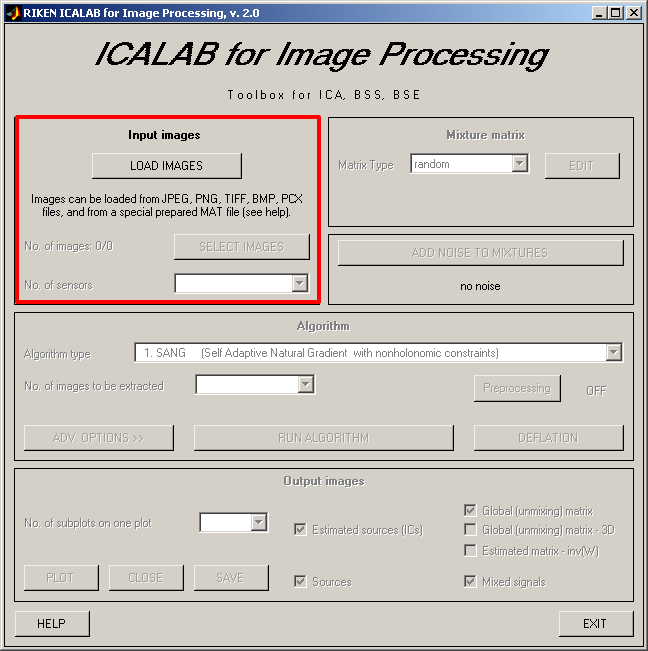 RIKEN ICALAB for Image Processing, v. 2.0
ICALAB for Image Processing
Toolbox for ICA, BSS, BSE
Input images
LOAD IMAGES
Images can be loaded from JPEG, PNG, TIFF, BMP, PCX
files, and from a special prepared MAT file (see help).
No. of images: 0/0
SELECT IMAGES
No. of sensors
Mixture matrix
Matrix Type
random
EDIT
ADD NOISE TO MIXTURES
no noise
Algorithm
Algorithm type
1. SANG (Self Adaptive Natural Gradient with nonholonomic constraints)
No. of images to be extracted
Preprocessing
OFF
ADV. OPTIONS >>
RUN ALGORITHM
DEFLATION
Output images
No. of subplots on one plot
Estimated sources (ICs)
Global (unmixing) matrix
Global (unmixing) matrix - 3D
Estimated matrix - inv(W)
PLOT
CLOSE
SAVE
Sources
Mixed signals
HELP
EXIT